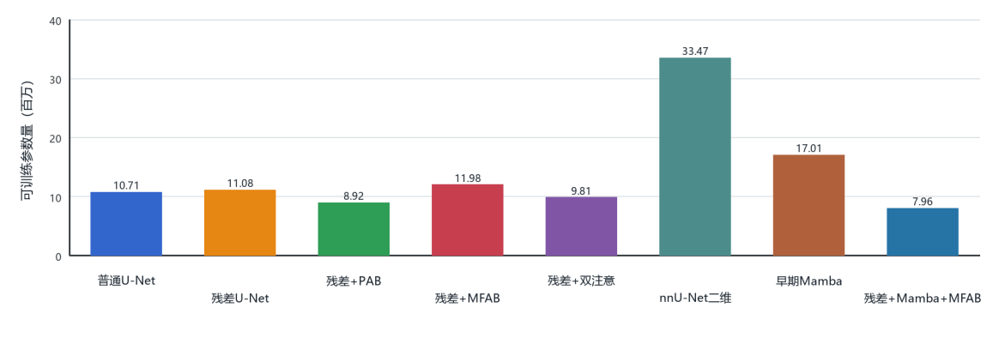 可训练参数量（百万）
40
30
20
10
0
10.71
11.08
8.92
11.98
9.81
33.47
17.01
7.96
普通U-Net
残差U-Net
残差+PAB
残差+MFAB
残差+双注意
nnU-Net二维
早期Mamba
残差+Mamba+MFAB